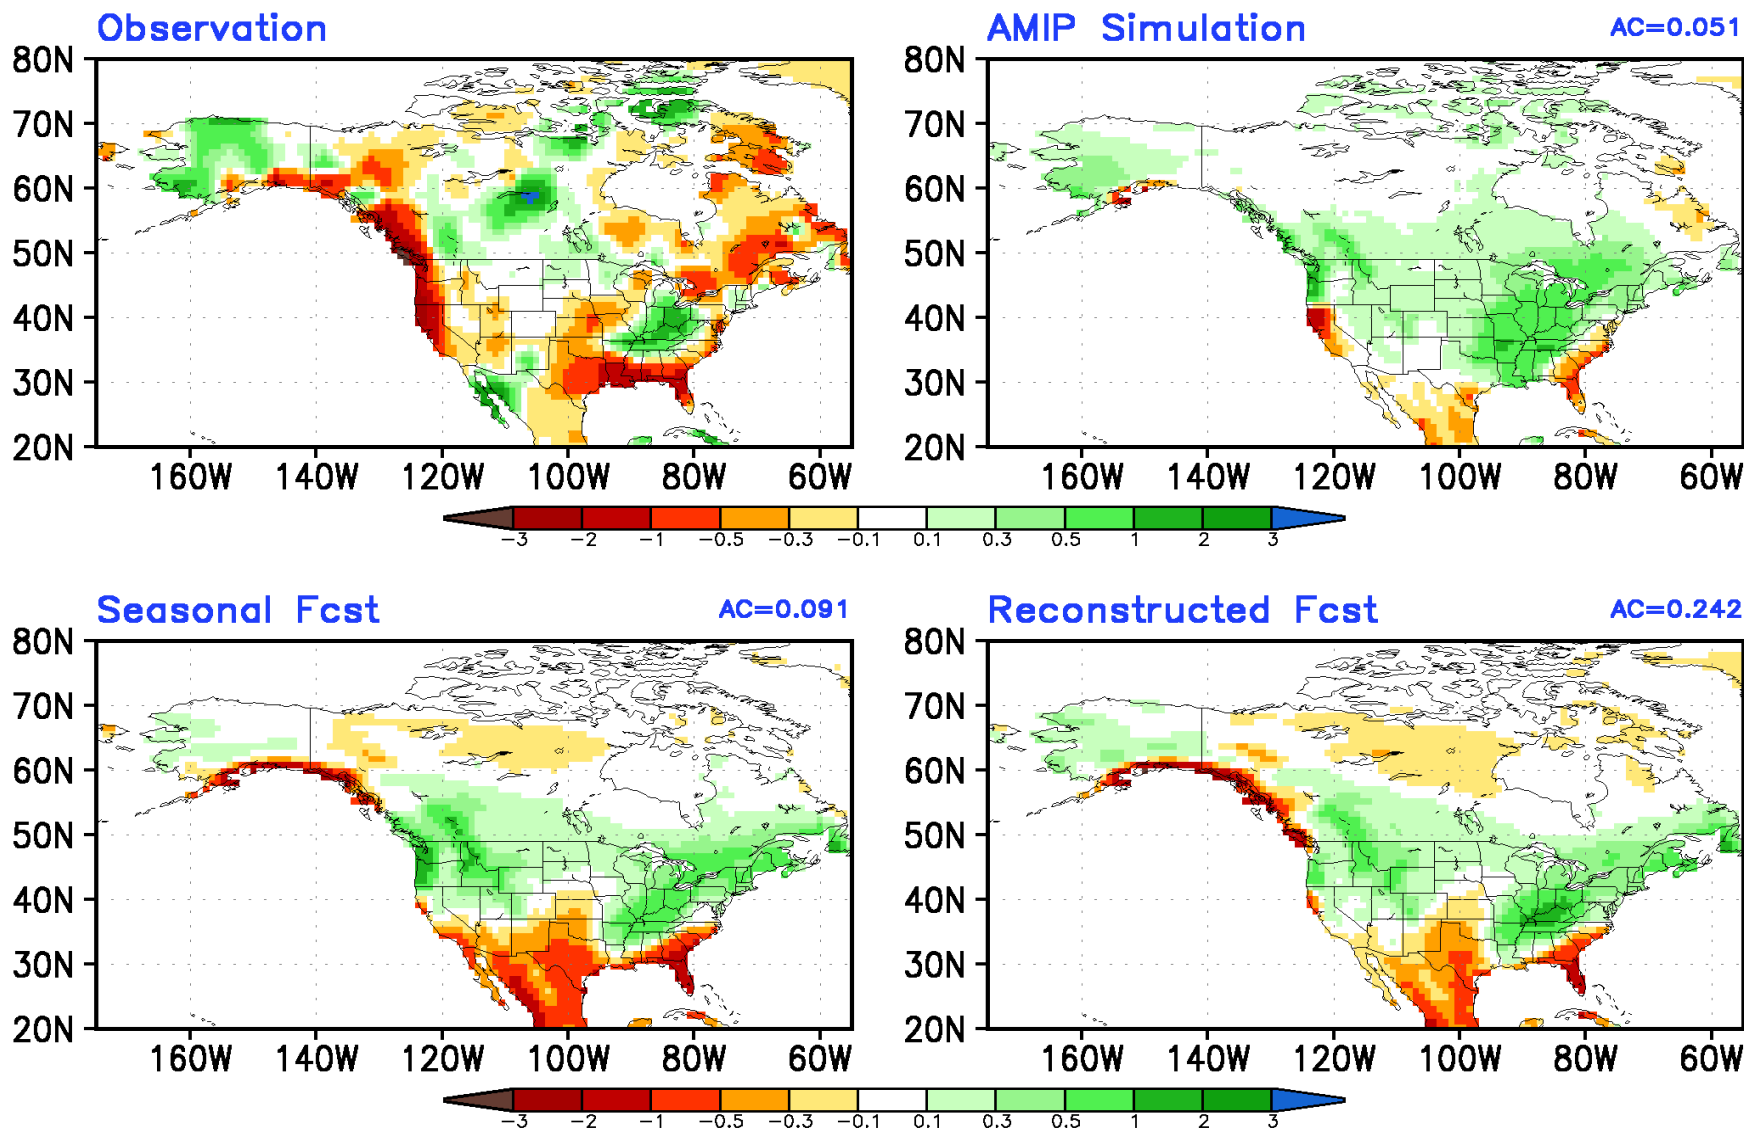 Observation
AMIP Simulation AC=0.051
80N 80N
70N 70N
60N 60N
50N 50N
40N 40N
30N 30N
20N 20N
160W 140W 120W 100W 80W 60W 160W 140W 120W 100W 80W 60W
-3 -2 -1 -0.5 -0.3 -0.1 0.1 0.3 0.5 1 2 3
Seasonal Fcst AC=0.091
Reconstructed Fcst AC=0.242
80N 80N
70N 70N
60N 60N
50N 50N
40N 40N
30N 30N
20N 20N
160W 140W 120W 100W 80W 60W 160W 140W 120W 100W 80W 60W
-3 -2 -1 -0.5 -0.3 -0.1 0.1 0.3 0.5 1 2 3